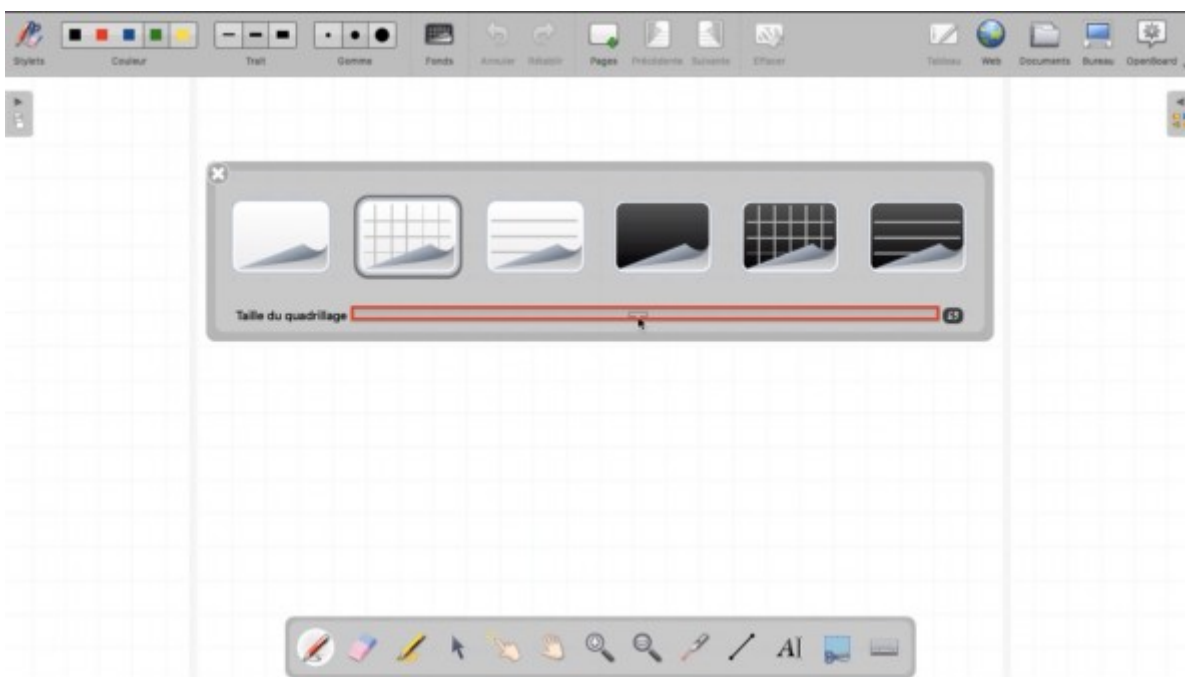 Stylets Couleur Trait Gomme Fonds Annuler Rétablir Pages Précédente Suivante Effacer Tableau Web Documents Bureau OpenBoard
Taille du quadrillage
AI